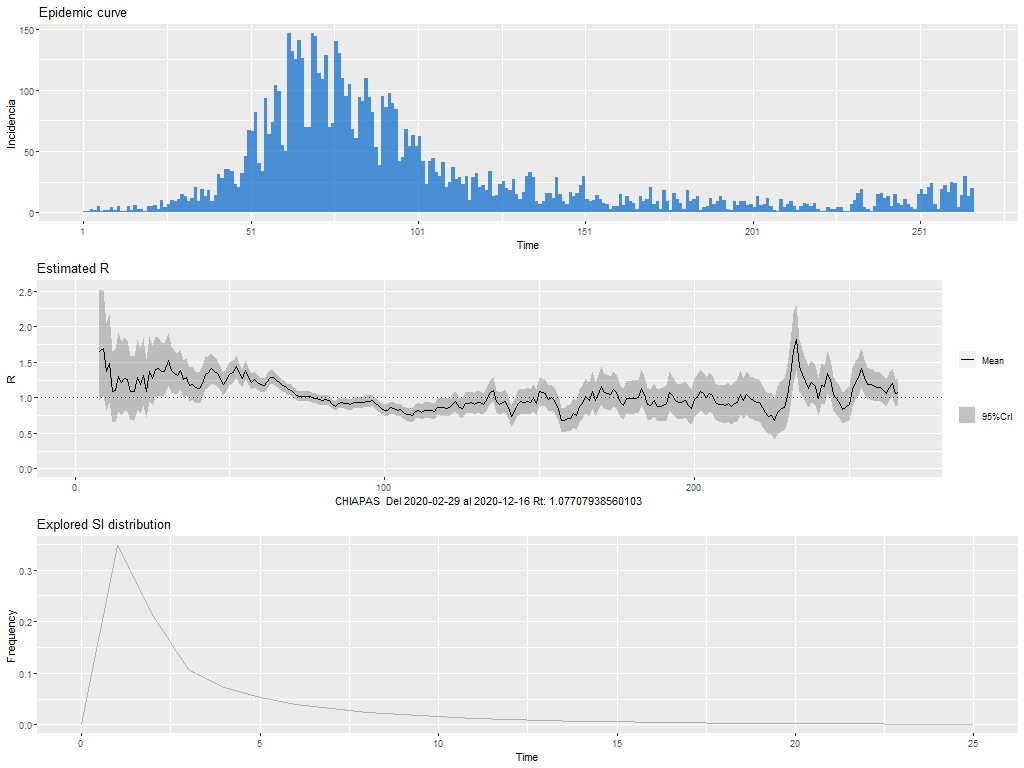 Epidemic curve
150
100
50
0
Incidencia
1 51 101 151 201 251
Time
Estimated R
2.5
2.0
1.5
1.0
0.5
0.0
R
0 100 200
CHIAPAS Del 2020-02-29 al 2020-12-16 Rt: 1.07707938560103
Mean
95%CrI
Explored SI distribution
0.3
0.2
0.1
0.0
Frequency
0 5 10 15 20 25
Time